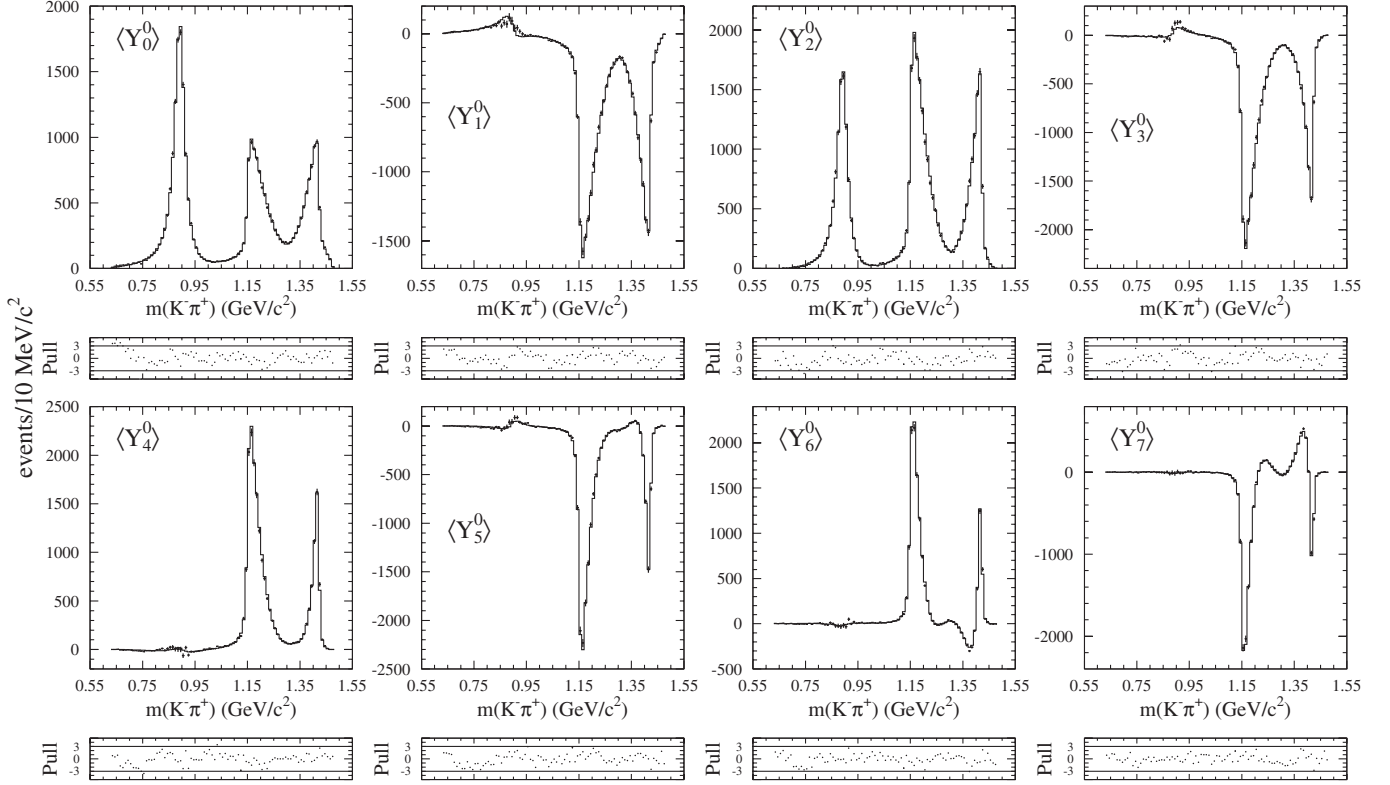 events/10 MeV/c²
⟨Y₀⁰⟩
2000
1500
1000
500
0
0.55 0.75 0.95 1.15 1.35 1.55
m(K⁻π⁺) (GeV/c²)
⟨Y₁⁰⟩
0
-500
-1000
-1500
0.55 0.75 0.95 1.15 1.35 1.55
m(K⁻π⁺) (GeV/c²)
⟨Y₂⁰⟩
2000
1500
1000
500
0
0.55 0.75 0.95 1.15 1.35 1.55
m(K⁻π⁺) (GeV/c²)
⟨Y₃⁰⟩
0
-500
-1000
-1500
-2000
0.55 0.75 0.95 1.15 1.35 1.55
m(K⁻π⁺) (GeV/c²)
Pull
3
0
-3
Pull
3
0
-3
Pull
3
0
-3
Pull
3
0
-3
⟨Y₄⁰⟩
2500
2000
1500
1000
500
0
0.55 0.75 0.95 1.15 1.35 1.55
m(K⁻π⁺) (GeV/c²)
⟨Y₅⁰⟩
0
-500
-1000
-1500
-2000
-2500
0.55 0.75 0.95 1.15 1.35 1.55
m(K⁻π⁺) (GeV/c²)
⟨Y₆⁰⟩
2000
1500
1000
500
0
-500
0.55 0.75 0.95 1.15 1.35 1.55
m(K⁻π⁺) (GeV/c²)
⟨Y₇⁰⟩
0
-1000
-2000
0.55 0.75 0.95 1.15 1.35 1.55
m(K⁻π⁺) (GeV/c²)
Pull
3
0
-3
Pull
3
0
-3
Pull
3
0
-3
Pull
3
0
-3